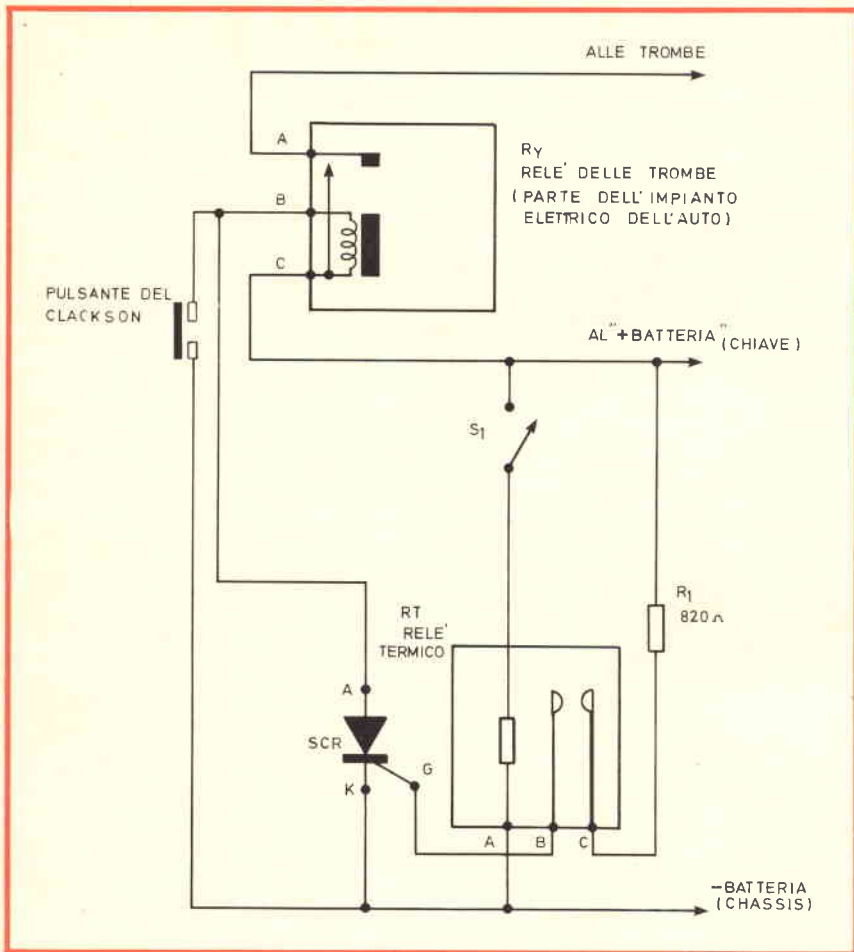 ALLE TROMBE
A
RY
RELE' DELLE TROMBE
(PARTE DELL'IMPIANTO
ELETTRICO DELL'AUTO)
B
C
PULSANTE DEL
CLACKSON
AL"+BATTERIA"(CHIAVE)
S1
R1
820Ω
RT
RELE'
TERMICO
A
SCR
G
K
A B C
-BATTERIA
(CHASSIS)